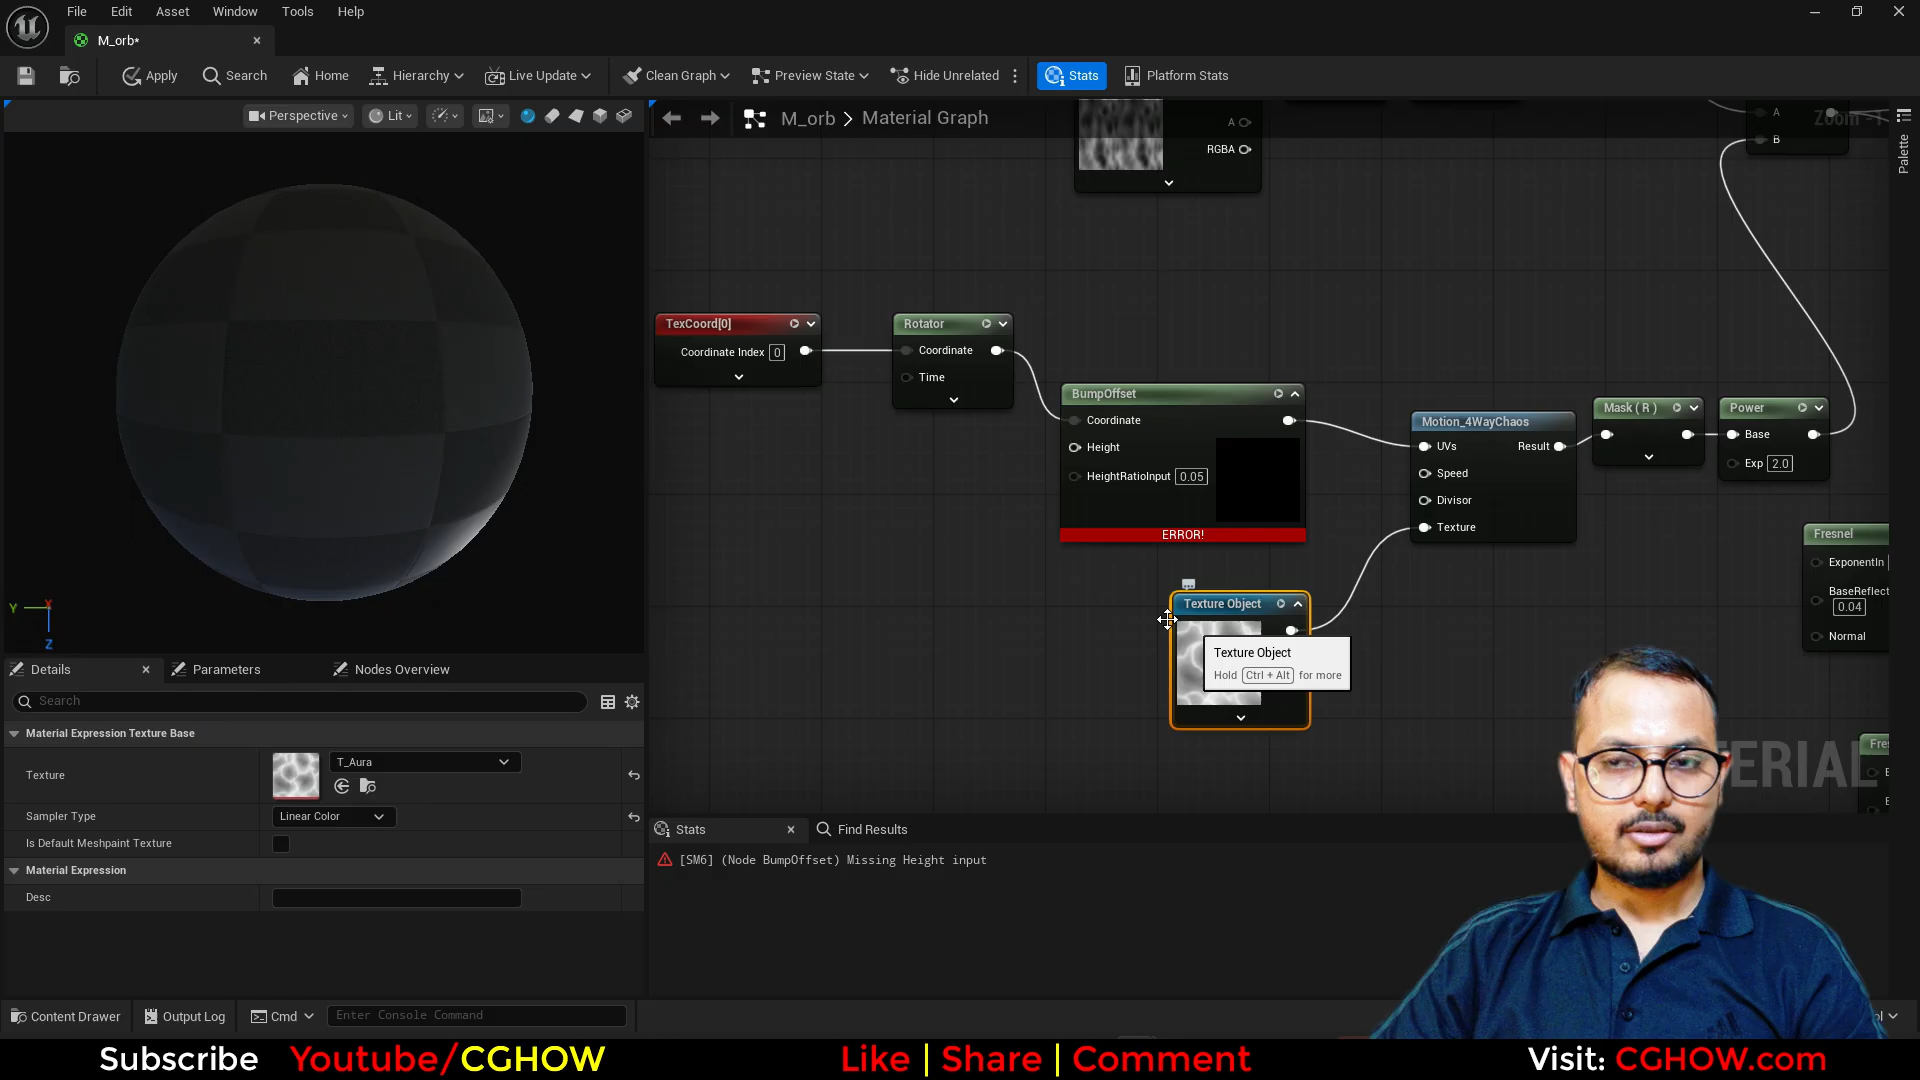 File Edit Asset Window Tools Help
M_orb*
Apply Search Home Hierarchy Live Update Clean Graph Preview State Hide Unrelated Stats Platform Stats
Perspective Lit
M_orb > Material Graph
Palette
A
RGBA
A
B
TexCoord[0]
Coordinate Index 0
Rotator
Coordinate
Time
BumpOffset
Coordinate
Height
HeightRatioInput 0.05
ERROR!
Motion_4WayChaos
UVs Result
Speed
Divisor
Texture
Mask ( R )
Power
Base
Exp 2.0
Fresnel
ExponentIn
BaseReflect
0.04
Normal
Texture Object
Texture Object
Hold Ctrl + Alt for more
Y X
Z
Details Parameters Nodes Overview
Search
Material Expression Texture Base
Texture T_Aura
Sampler Type Linear Color
Is Default Meshpaint Texture
Material Expression
Desc
Stats Find Results
[SM6] (Node BumpOffset) Missing Height input
Content Drawer Output Log Cmd Enter Console Command
Subscribe Youtube/CGHOW Like | Share | Comment Visit: CGHOW.com